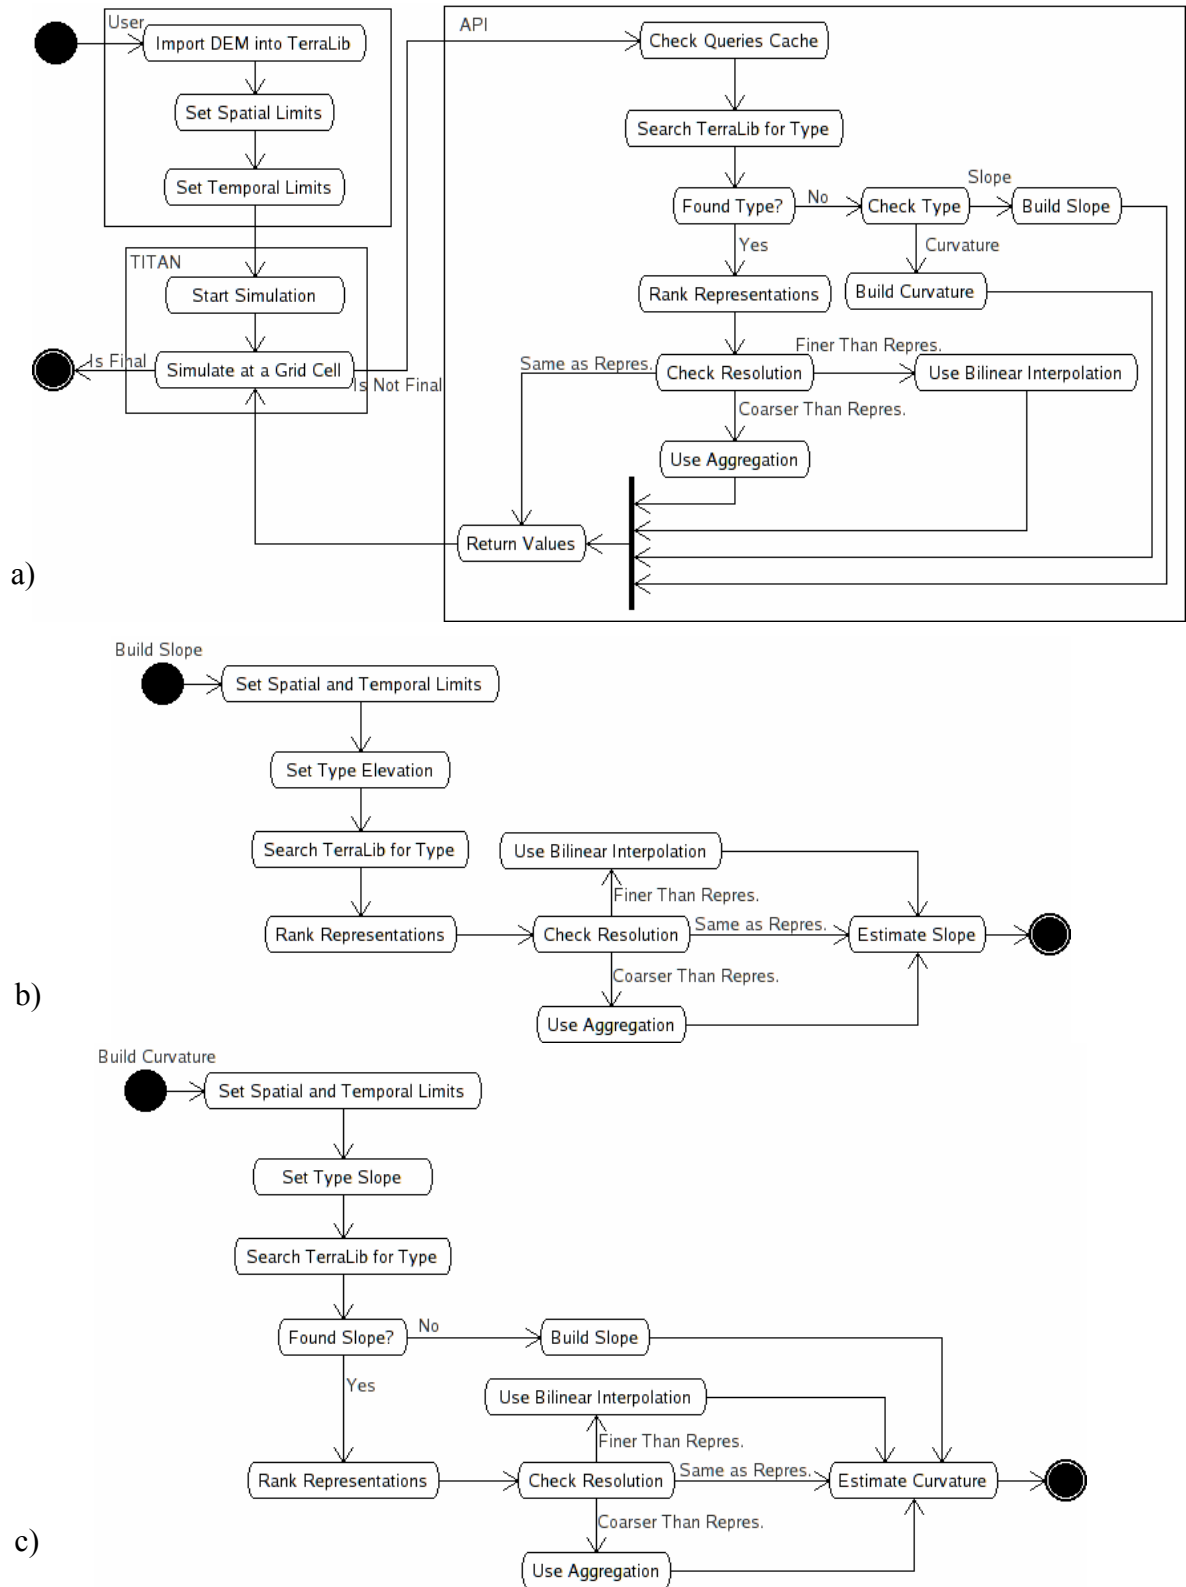 User
API
Import DEM into TerraLib
Check Queries Cache
Set Spatial Limits
Search TerraLib for Type
Set Temporal Limits
Found Type?
No
Check Type
Slope
Build Slope
Yes
Curvature
TITAN
Start Simulation
Rank Representations
Build Curvature
Is Final
Simulate at a Grid Cell
Is Not Final
Same as Repres.
Check Resolution
Finer Than Repres.
Use Bilinear Interpolation
Coarser Than Repres.
Use Aggregation
Return Values
a)
Build Slope
Set Spatial and Temporal Limits
Set Type Elevation
Search TerraLib for Type
Use Bilinear Interpolation
Finer Than Repres.
Rank Representations
Check Resolution
Same as Repres.
Estimate Slope
Coarser Than Repres.
b)
Use Aggregation
Build Curvature
Set Spatial and Temporal Limits
Set Type Slope
Search TerraLib for Type
Found Slope?
No
Build Slope
Yes
Use Bilinear Interpolation
Finer Than Repres.
Rank Representations
Check Resolution
Same as Repres.
Estimate Curvature
Coarser Than Repres.
c)
Use Aggregation